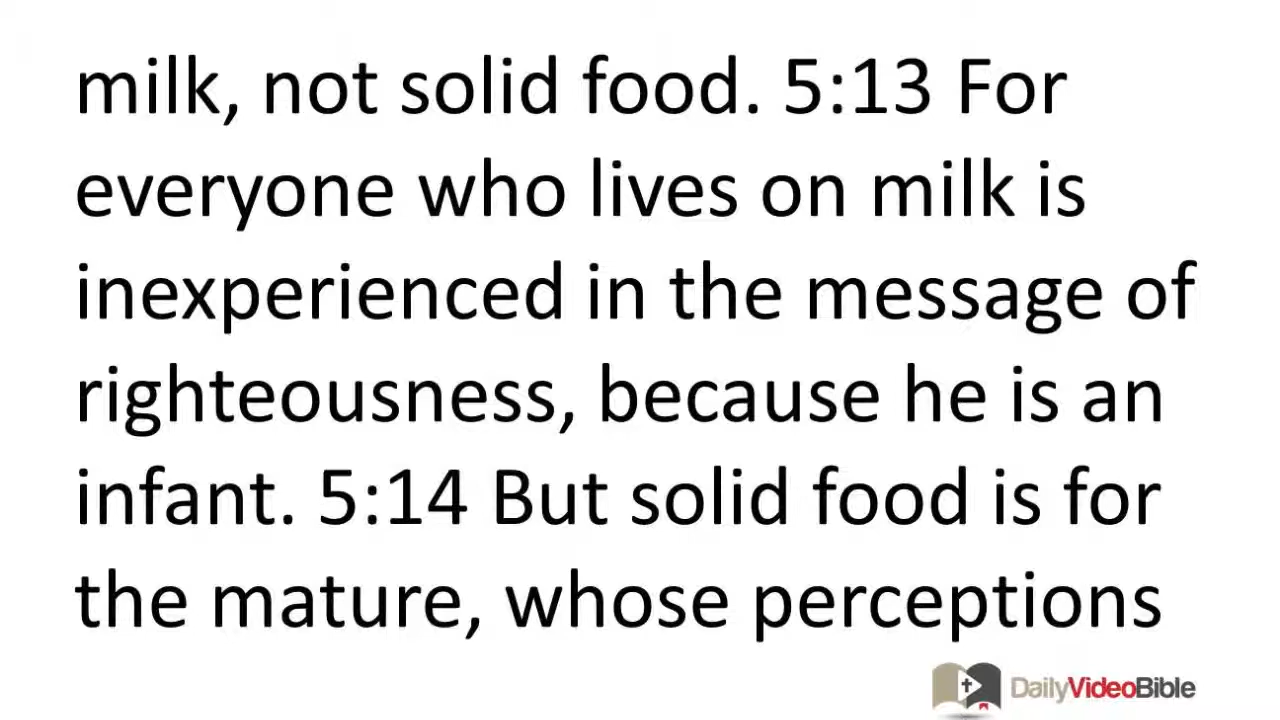 milk, not solid food. 5:13 For
everyone who lives on milk is
inexperienced in the message of
righteousness, because he is an
infant. 5:14 But solid food is for
the mature, whose perceptions
DailyVideoBible